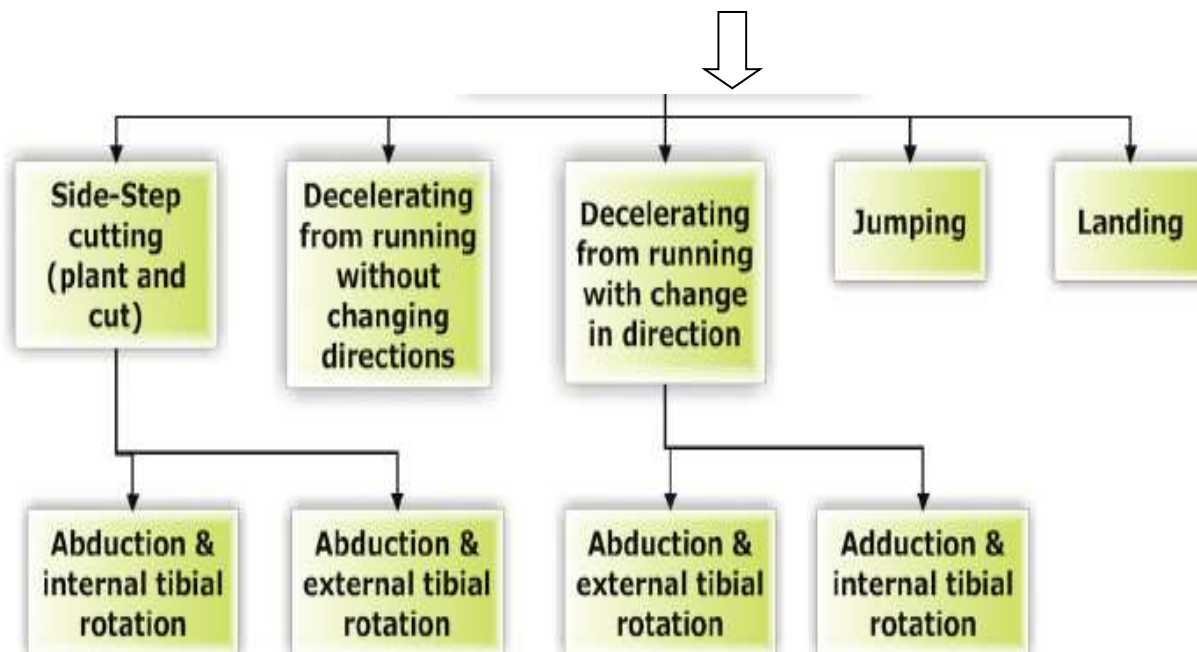 Side-Step
cutting
(plant and
cut)
Decelerating
from running
without
changing
directions
Decelerating
from running
with change
in direction
Jumping
Landing
Abduction &
internal tibial
rotation
Abduction &
external tibial
rotation
Abduction &
external tibial
rotation
Adduction &
internal tibial
rotation